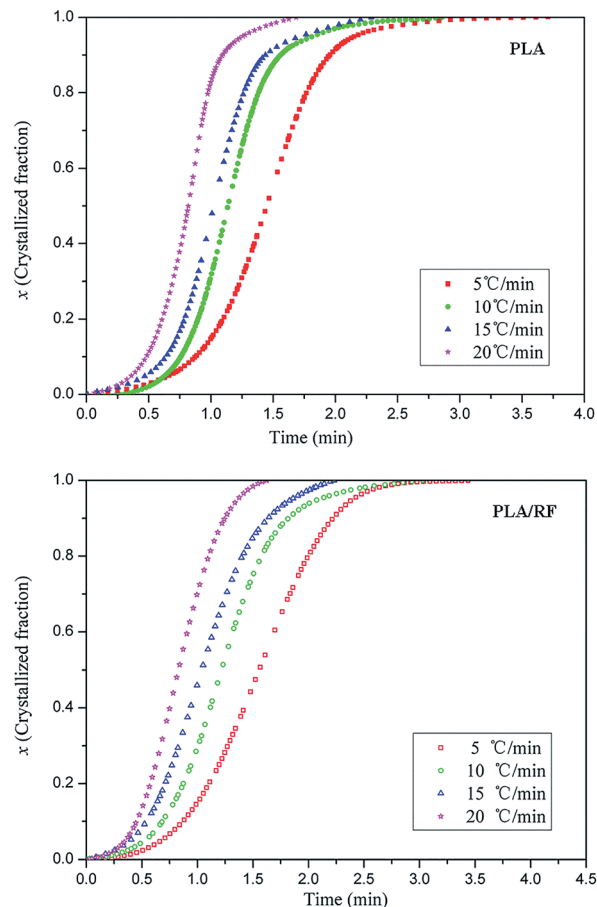 1.0
PLA
0.8
0.6
x (Crystallized fraction)
0.4
5℃/min
10℃/min
0.2
15℃/min
20℃/min
0.0
0.0 0.5 1.0 1.5 2.0 2.5 3.0 3.5 4.0
Time (min)
1.0
PLA/RF
0.8
0.6
x (Crystallized fraction)
0.4
5 ℃/min
10 ℃/min
0.2
15 ℃/min
20 ℃/min
0.0
0.0 0.5 1.0 1.5 2.0 2.5 3.0 3.5 4.0 4.5
Time (min)